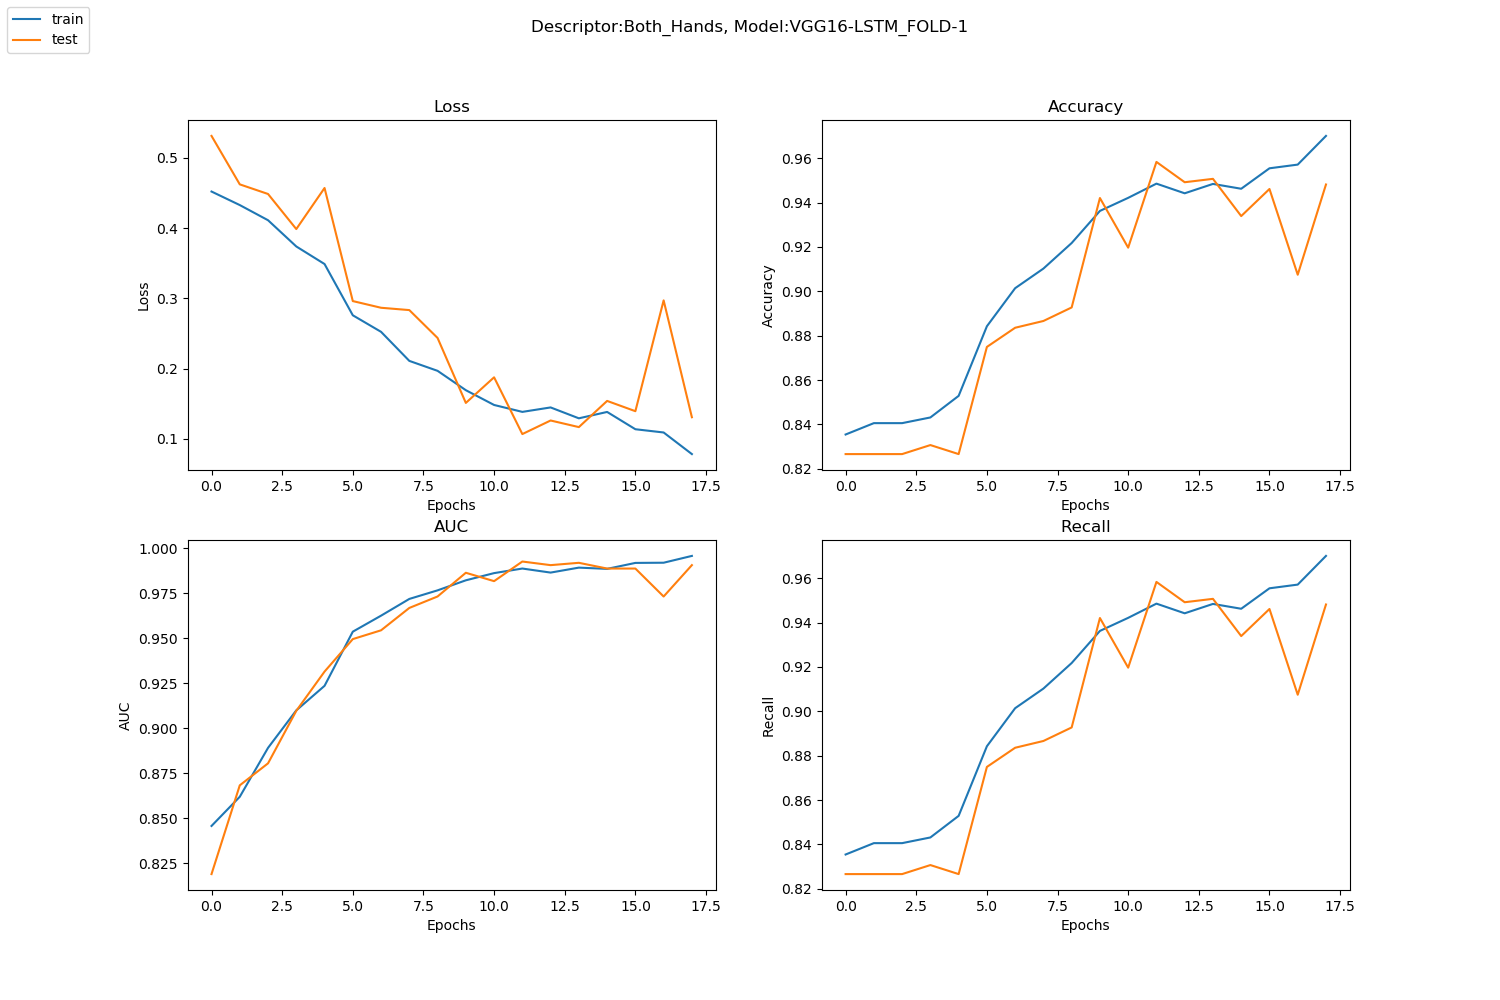 train
test
Descriptor:Both_Hands, Model:VGG16-LSTM_FOLD-1
Loss
0.5
0.4
0.3
0.2
0.1
Loss
0.0 2.5 5.0 7.5 10.0 12.5 15.0 17.5
Epochs
Accuracy
0.96
0.94
0.92
0.90
0.88
0.86
0.84
0.82
Accuracy
0.0 2.5 5.0 7.5 10.0 12.5 15.0 17.5
Epochs
AUC
1.000
0.975
0.950
0.925
0.900
0.875
0.850
0.825
AUC
0.0 2.5 5.0 7.5 10.0 12.5 15.0 17.5
Epochs
Recall
0.96
0.94
0.92
0.90
0.88
0.86
0.84
0.82
Recall
0.0 2.5 5.0 7.5 10.0 12.5 15.0 17.5
Epochs